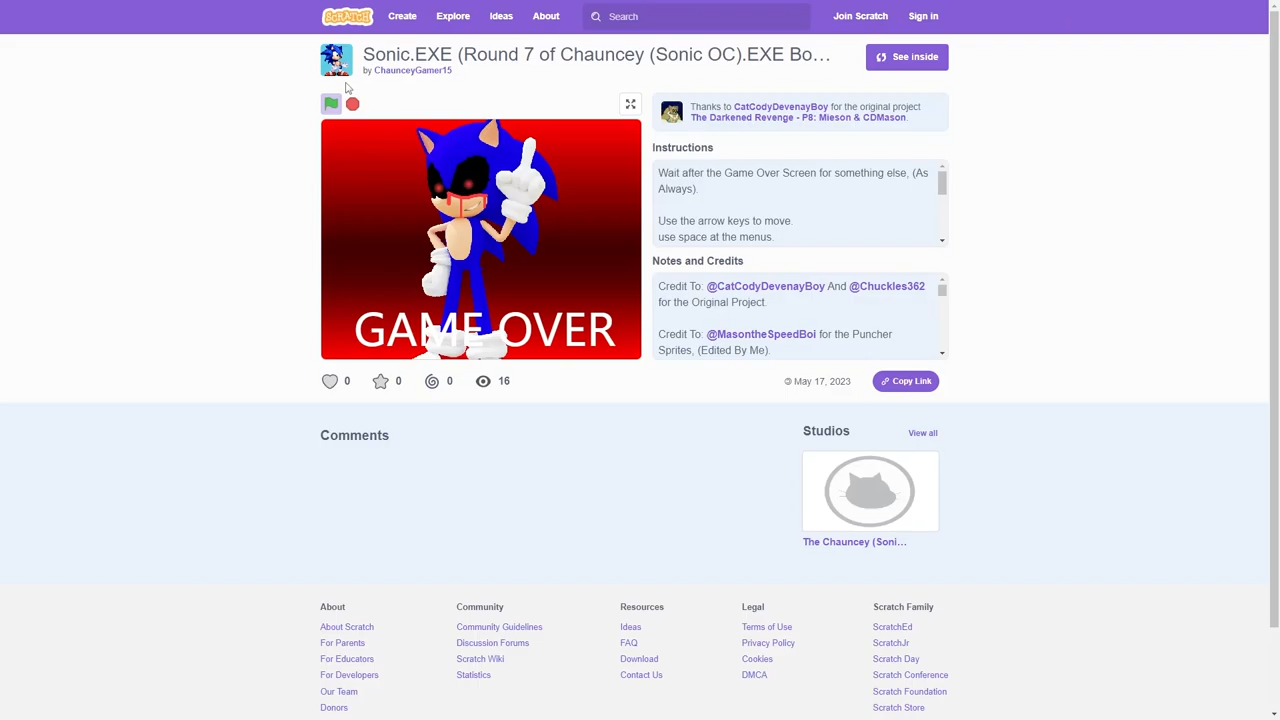 SCRATCH
Create
Explore
Ideas
About
Search
Join Scratch
Sign in
Sonic.EXE (Round 7 of Chauncey (Sonic OC).EXE Bo…
by ChaunceyGamer15
See inside
Thanks to CatCodyDevenayBoy for the original project
The Darkened Revenge - P8: Mieson & CDMason.
Instructions
Wait after the Game Over Screen for something else, (As
Always).
Use the arrow keys to move.
use space at the menus.
GAME OVER
Notes and Credits
Credit To: @CatCodyDevenayBoy And @Chuckles362
for the Original Project.
Credit To: @MasontheSpeedBoi for the Puncher
Sprites, (Edited By Me).
0
0
0
16
© May 17, 2023
Copy Link
Comments
Studios
View all
The Chauncey (Soni…
About
About Scratch
For Parents
For Educators
For Developers
Our Team
Donors
Community
Community Guidelines
Discussion Forums
Scratch Wiki
Statistics
Resources
Ideas
FAQ
Download
Contact Us
Legal
Terms of Use
Privacy Policy
Cookies
DMCA
Scratch Family
ScratchEd
ScratchJr
Scratch Day
Scratch Conference
Scratch Foundation
Scratch Store